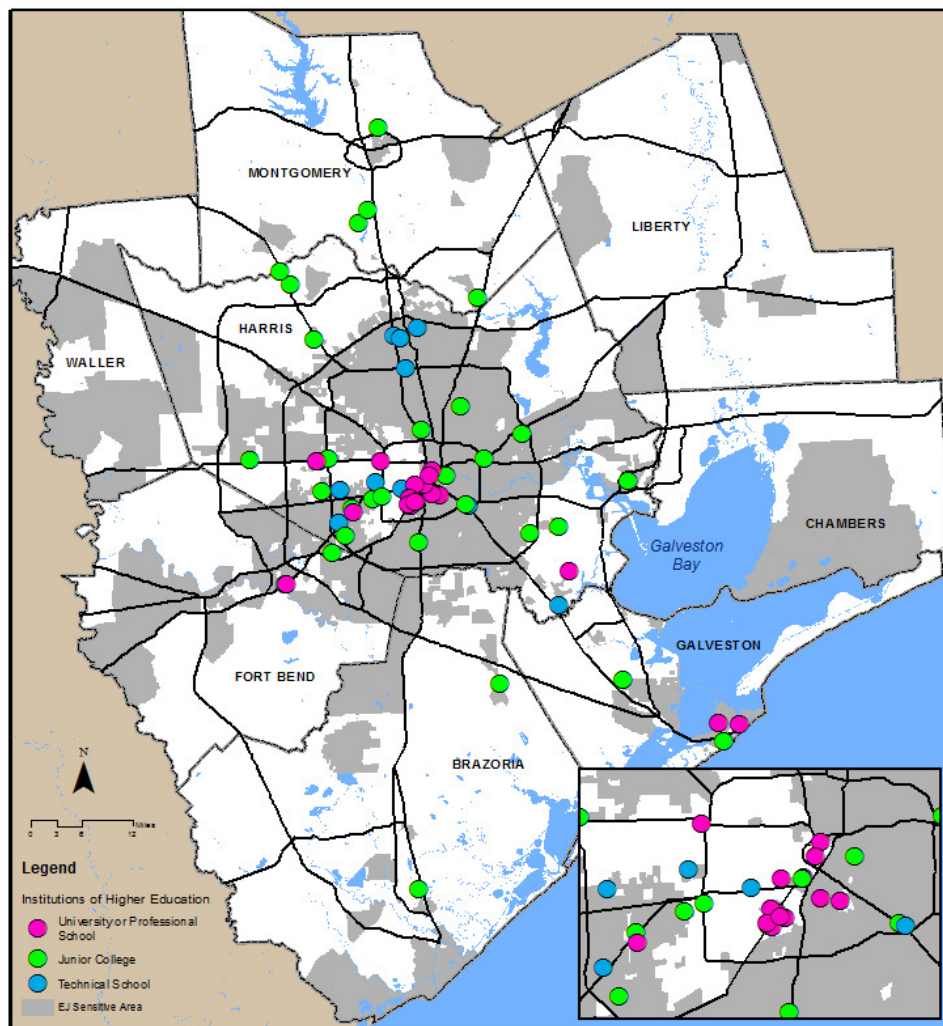 MONTGOMERY
LIBERTY
HARRIS
WALLER
CHAMBERS
Galveston
Bay
GALVESTON
FORT BEND
BRAZORIA
N
0 3 6 12 Miles
Legend
Institutions of Higher Education
University or Professional
School
Junior College
Technical School
EJ Sensitive Area